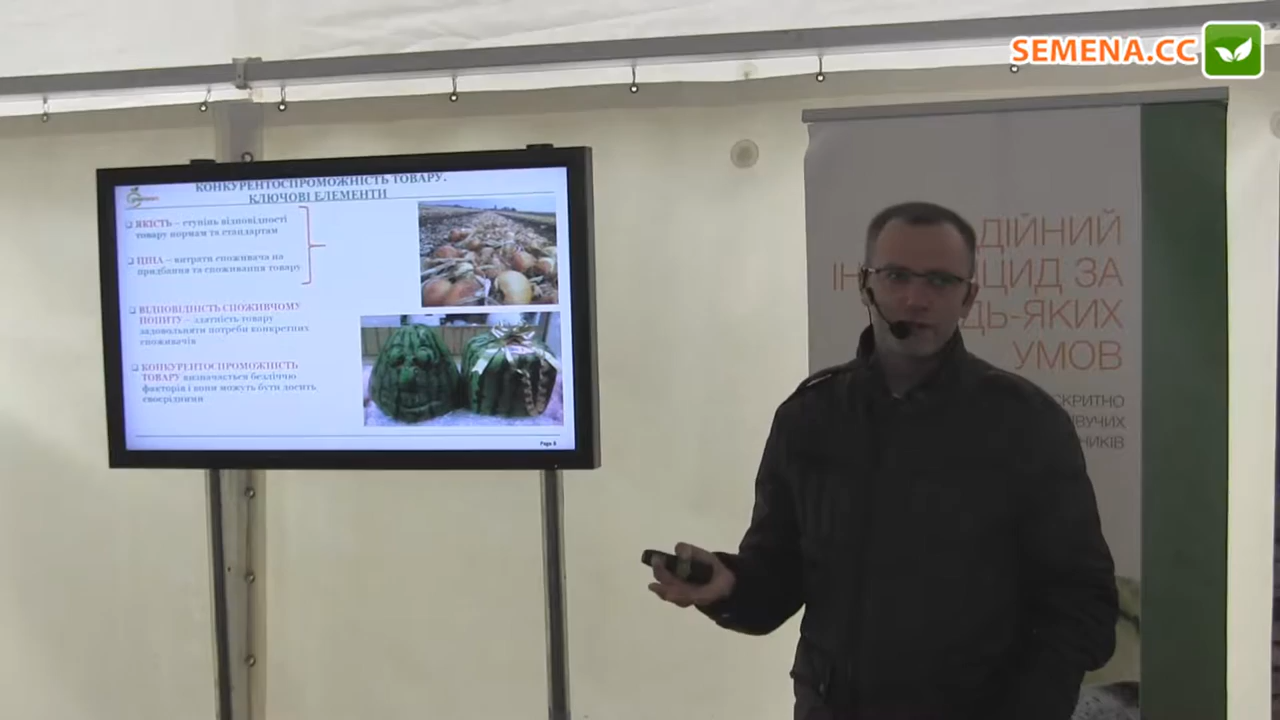 SEMENA.CC
КОНКУРЕНТОСПРОМОЖНІСТЬ ТОВАРУ.
КЛЮЧОВІ ЕЛЕМЕНТИ
ЯКІСТЬ – ступінь відповідності
товару нормам та стандартам
ЦІНА – витрати споживача на
придбання та споживання товару
ВІДПОВІДНІСТЬ СПОЖИВЧОМУ
ПОПИТУ – здатність товару
задовольняти потреби конкретних
споживачів
КОНКУРЕНТОСПРОМОЖНІСТЬ
ТОВАРУ визначається безліччю
факторів і вони можуть бути досить
своєрідними
Page 8
ДІЙНИЙ
ІН ЦИД ЗА
ДЬ-ЯКИХ
УМОВ
СКРИТНО
ВУЧИХ
НИКІВ